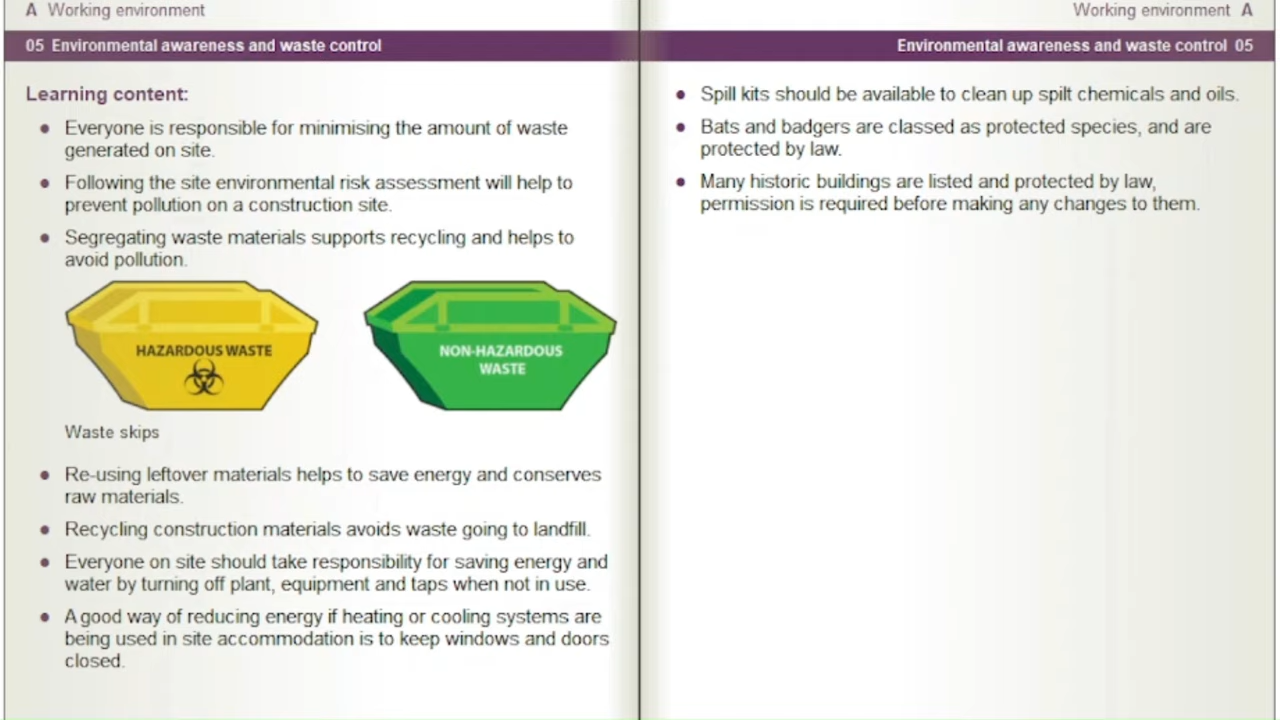 A Working environment
05 Environmental awareness and waste control
Learning content:
● Everyone is responsible for minimising the amount of waste
generated on site.
● Following the site environmental risk assessment will help to
prevent pollution on a construction site.
● Segregating waste materials supports recycling and helps to
avoid pollution.
HAZARDOUS WASTE
NON-HAZARDOUS
WASTE
Waste skips
● Re-using leftover materials helps to save energy and conserves
raw materials.
● Recycling construction materials avoids waste going to landfill.
● Everyone on site should take responsibility for saving energy and
water by turning off plant, equipment and taps when not in use.
● A good way of reducing energy if heating or cooling systems are
being used in site accommodation is to keep windows and doors
closed.
Working environment A
Environmental awareness and waste control 05
● Spill kits should be available to clean up spilt chemicals and oils.
● Bats and badgers are classed as protected species, and are
protected by law.
● Many historic buildings are listed and protected by law,
permission is required before making any changes to them.